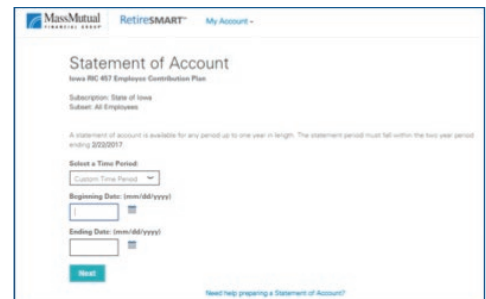 MassMutual
FINANCIAL GROUP
RetireSMART℠
My Account
Statement of Account
Iowa RIC 457 Employee Contribution Plan
Subscription: State of Iowa
Subset: All Employees
A statement of account is available for any period up to one year in length. The statement period must fall within the two year period
ending 2/22/2017.
Select a Time Period:
Custom Time Period
Beginning Date: (mm/dd/yyyy)
Ending Date: (mm/dd/yyyy)
Next
Need help preparing a Statement of Account?